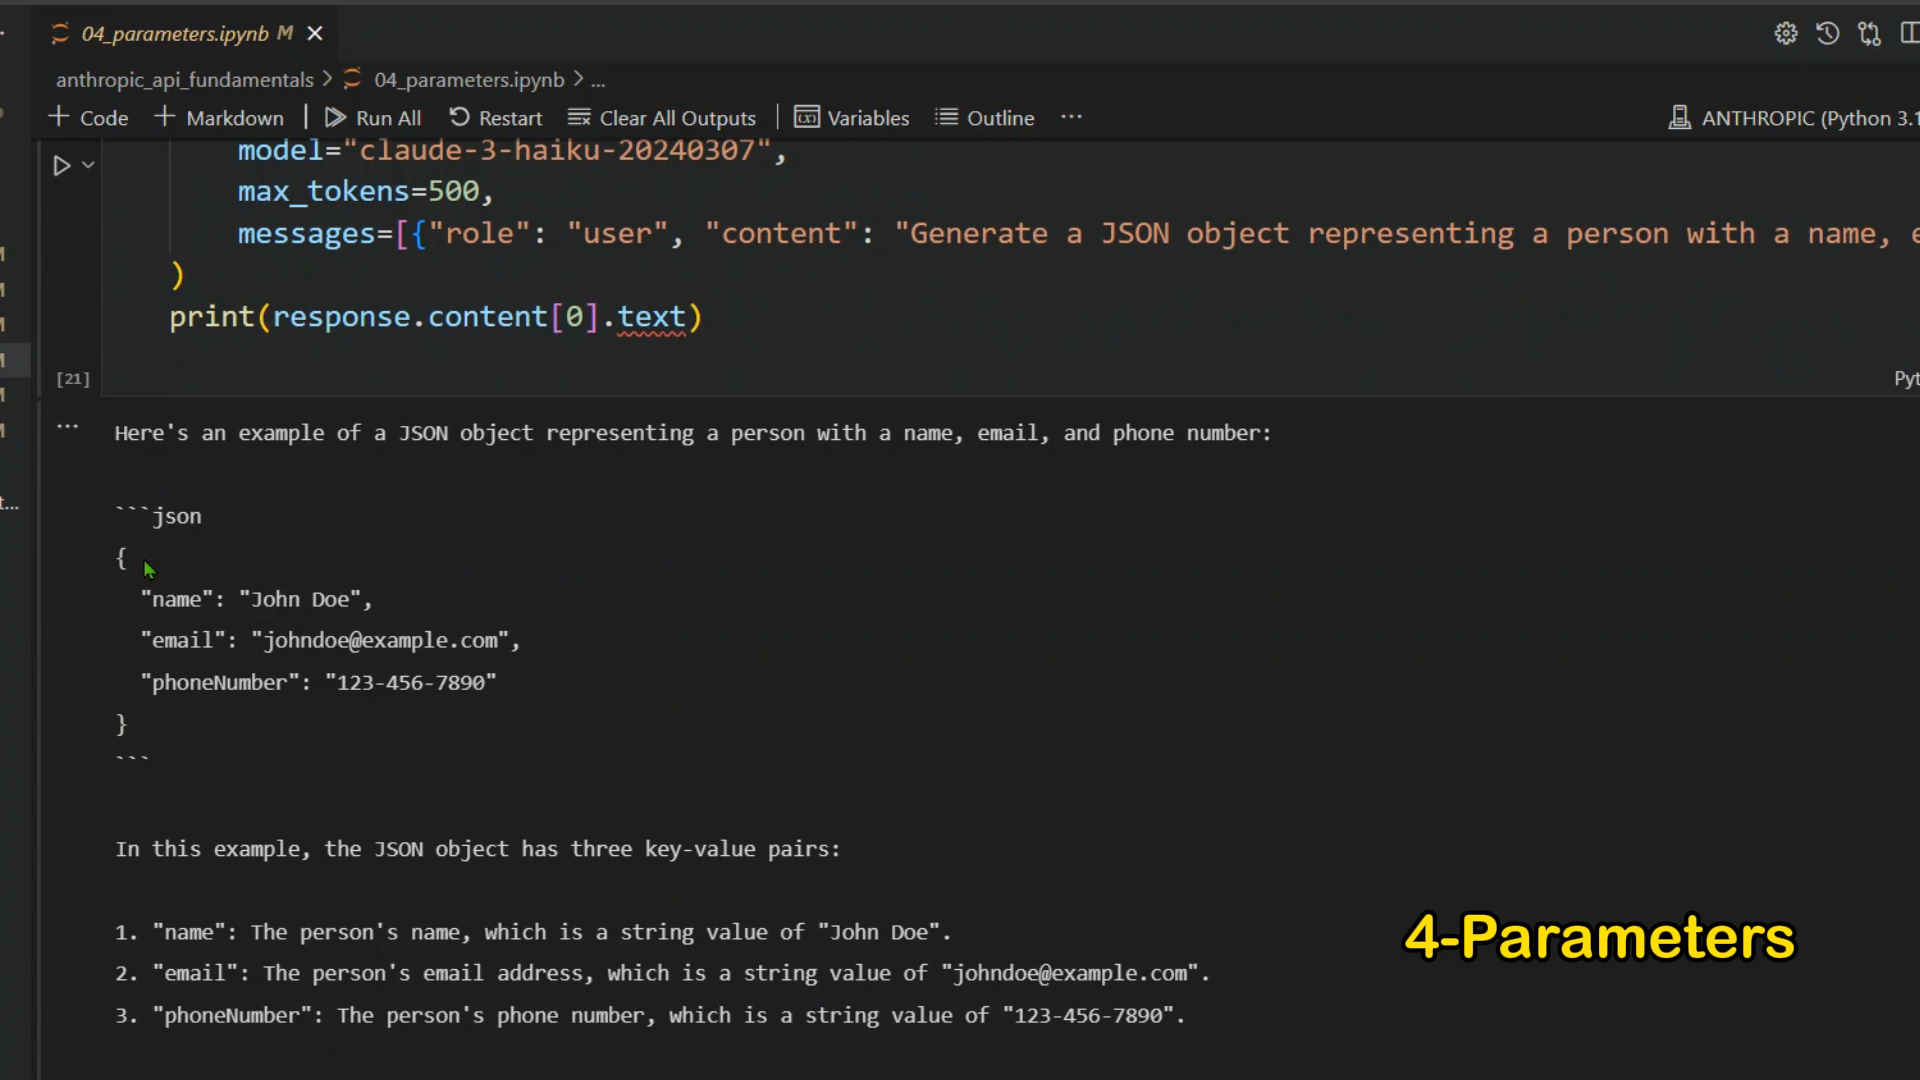 04_parameters.ipynb M
anthropic_api_fundamentals > 04_parameters.ipynb > ...
+ Code + Markdown Run All Restart Clear All Outputs Variables Outline ...
ANTHROPIC (Python 3.1
model="claude-3-haiku-20240307",
max_tokens=500,
messages=[{"role": "user", "content": "Generate a JSON object representing a person with a name, e
)
print(response.content[0].text)
[21]
Pyt
Here's an example of a JSON object representing a person with a name, email, and phone number:
```json
{
"name": "John Doe",
"email": "johndoe@example.com",
"phoneNumber": "123-456-7890"
}
```
In this example, the JSON object has three key-value pairs:
1. "name": The person's name, which is a string value of "John Doe".
2. "email": The person's email address, which is a string value of "johndoe@example.com".
3. "phoneNumber": The person's phone number, which is a string value of "123-456-7890".
4-Parameters